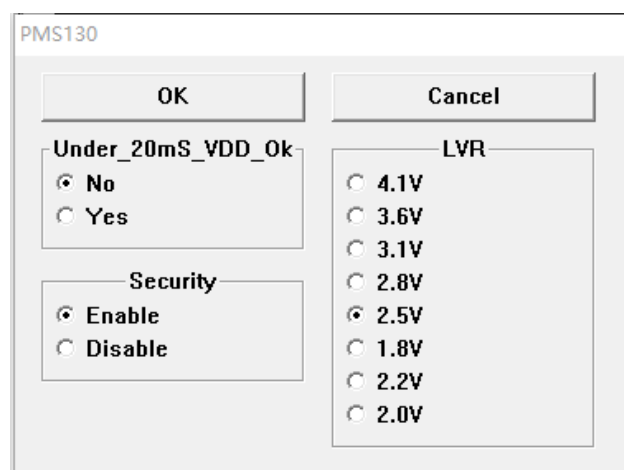 PMS130
OK
Cancel
Under_20mS_VDD_Ok
No
Yes
Security
Enable
Disable
LVR
4.1V
3.6V
3.1V
2.8V
2.5V
1.8V
2.2V
2.0V